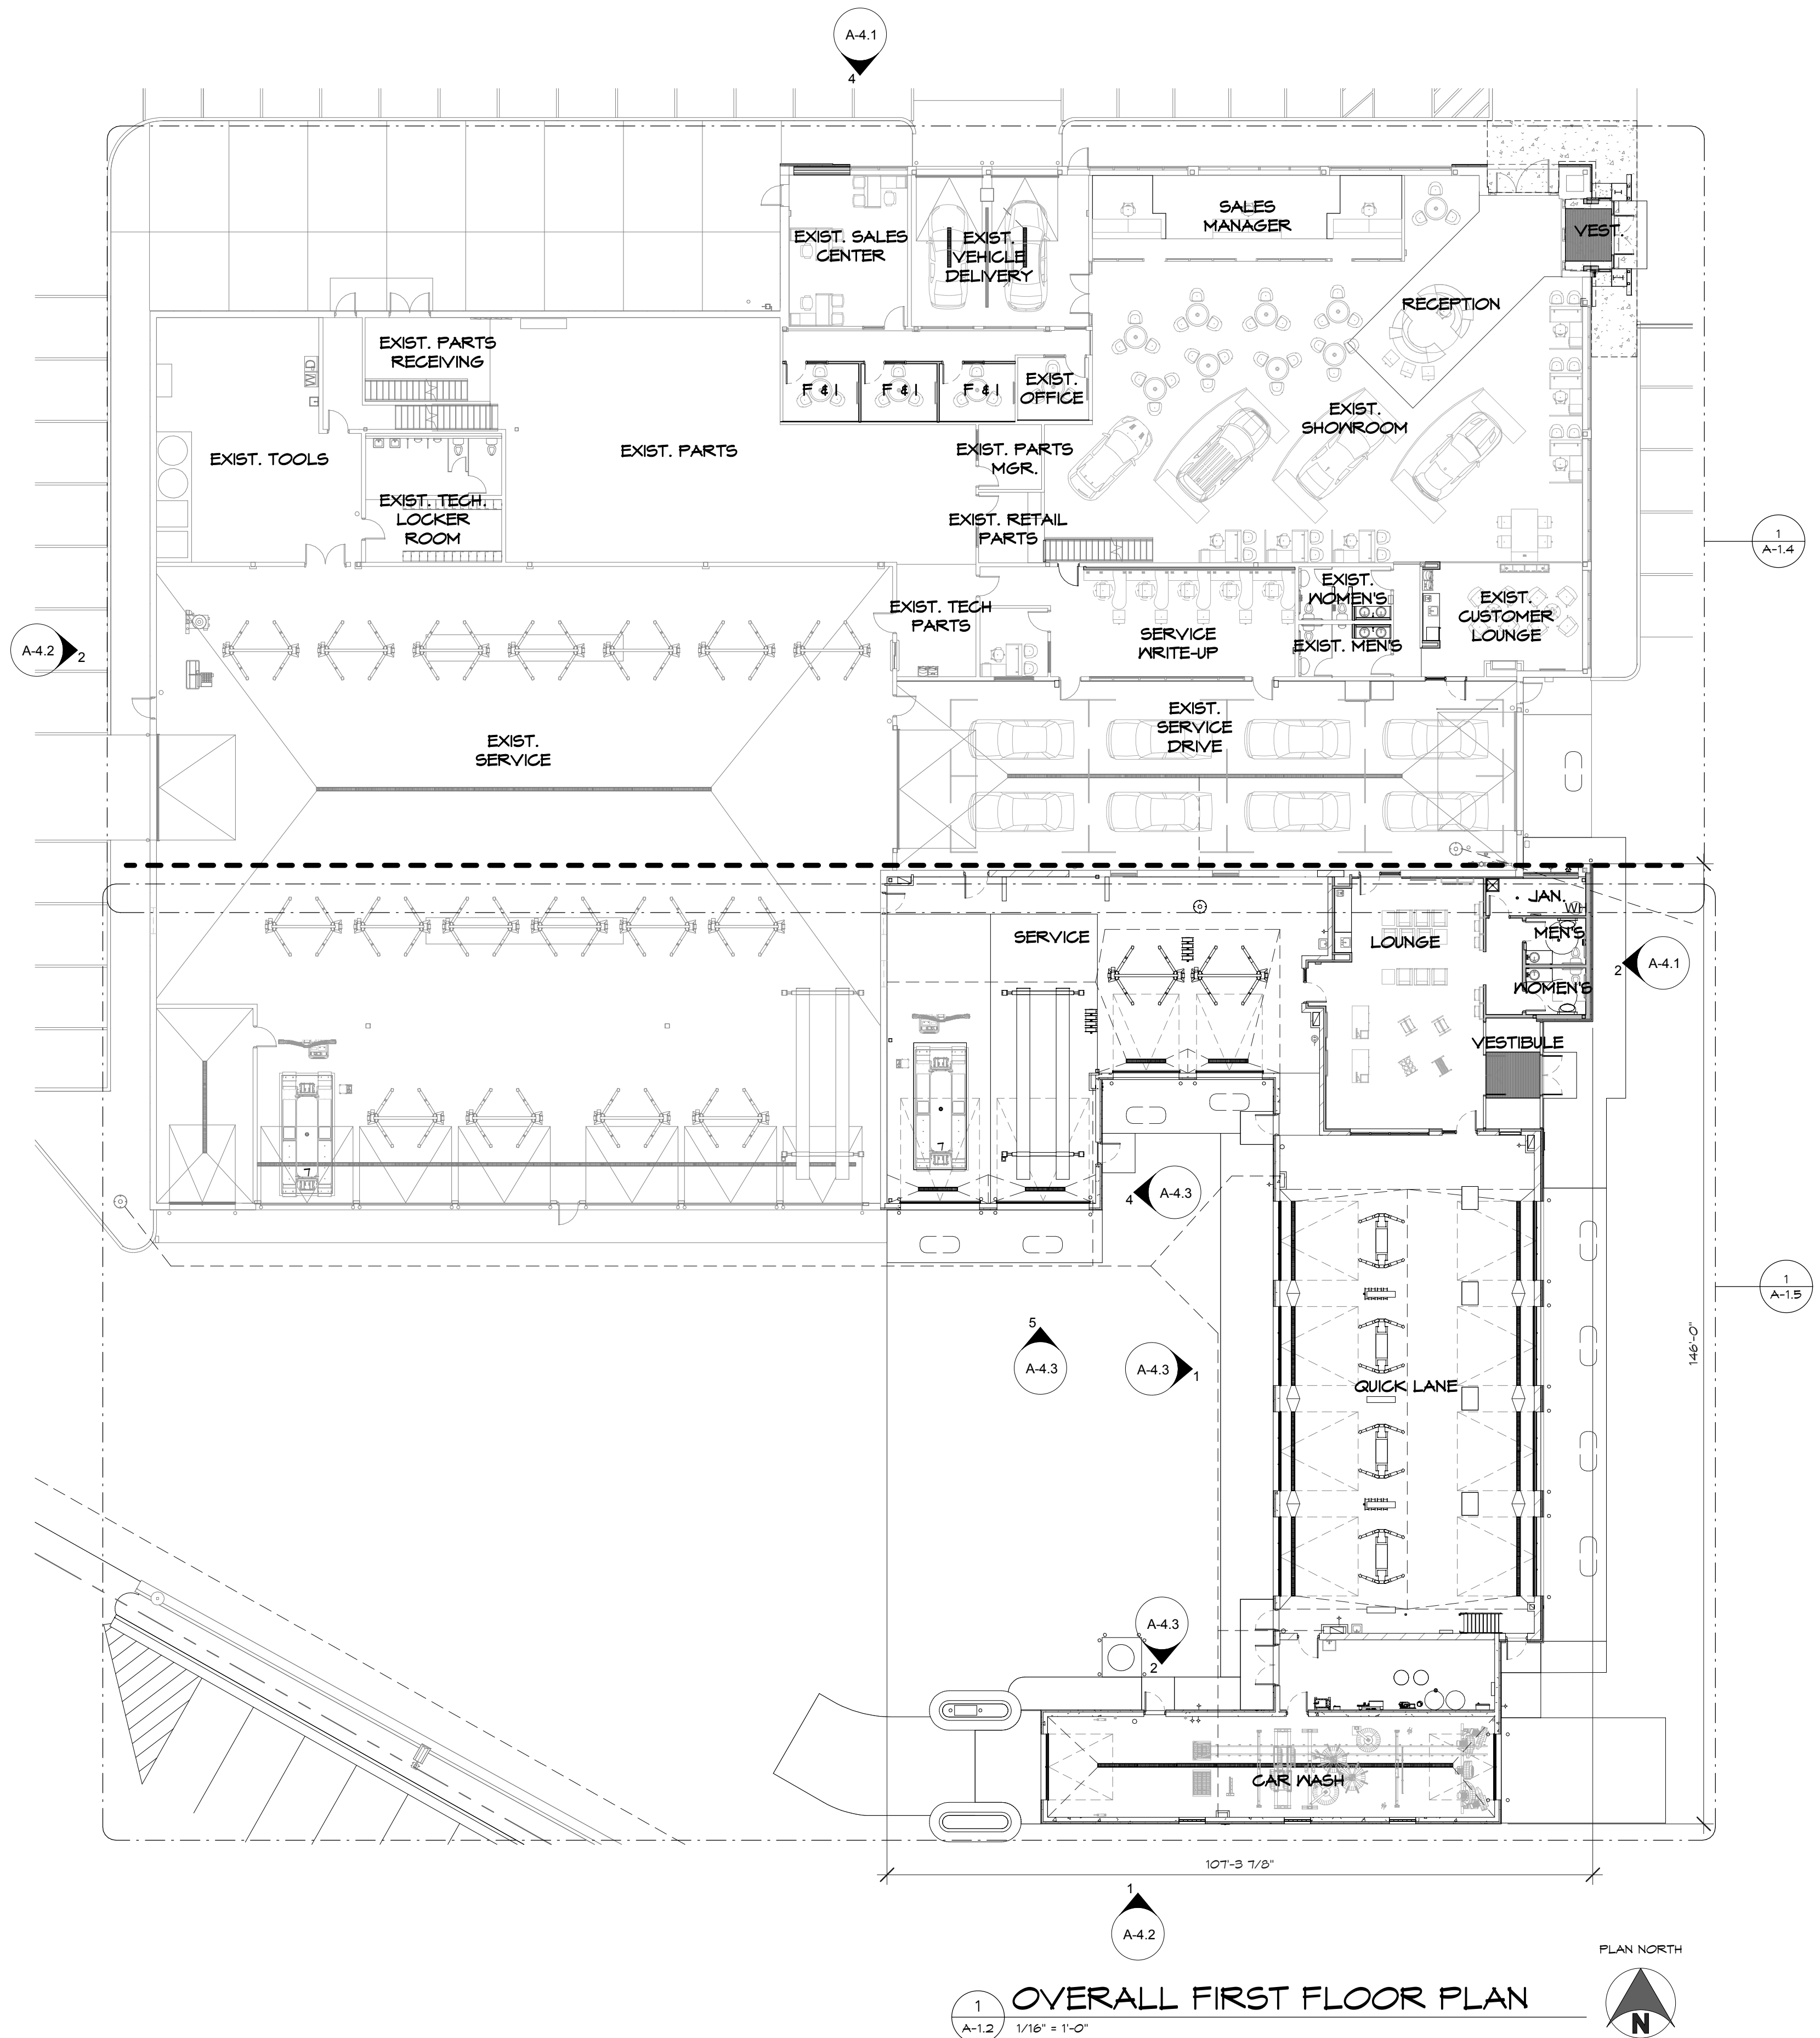 A-4.1
4
SALES
MANAGER
EXIST. SALES
CENTER
EXIST.
VEHICLE
DELIVERY
VEST.
RECEPTION
EXIST. PARTS
RECEIVING
W D
F & I
F & I
F & I
EXIST.
OFFICE
EXIST.
SHOWROOM
EXIST. TOOLS
EXIST. PARTS
EXIST. PARTS
MGR.
EXIST. TECH.
LOCKER
ROOM
EXIST. RETAIL
PARTS
1
A-1.4
EXIST.
WOMEN'S
EXIST. TECH
PARTS
EXIST.
CUSTOMER
LOUNGE
SERVICE
WRITE-UP
EXIST. MEN'S
A-4.2
2
EXIST.
SERVICE
DRIVE
EXIST.
SERVICE
JAN.
WH
SERVICE
LOUNGE
MEN'S
2
A-4.1
WOMEN'S
VESTIBULE
7
7
4
A-4.3
1
A-1.5
5
A-4.3
A-4.3
1
146'-0"
QUICK LANE
A-4.3
2
CAR WASH
107'-3 7/8"
1
A-4.2
PLAN NORTH
N
1
A-1.2
OVERALL FIRST FLOOR PLAN
1/16" = 1'-0"